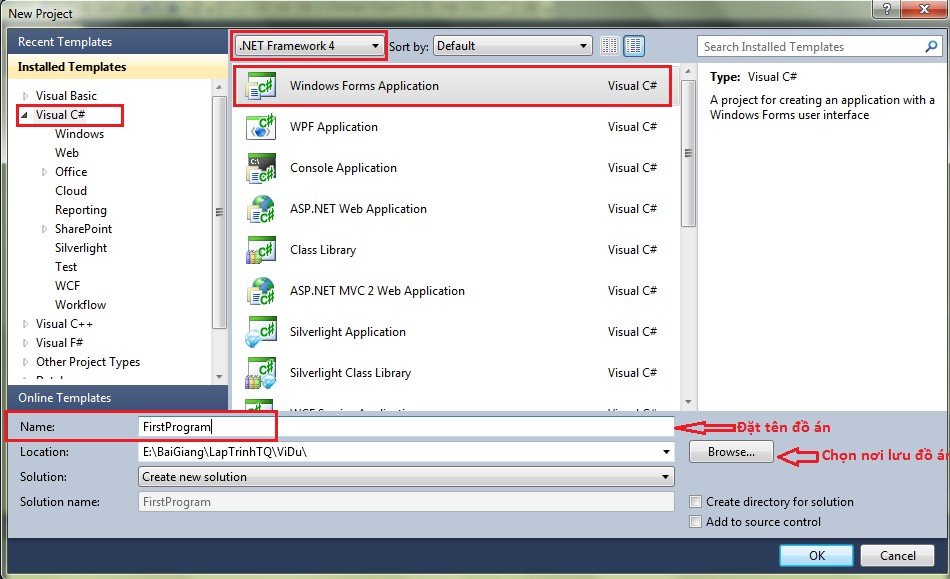 New Project
Recent Templates
Installed Templates
Visual Basic
Visual C#
Windows
Web
Office
Cloud
Reporting
SharePoint
Silverlight
Test
WCF
Workflow
Visual C++
Visual F#
Other Project Types
Online Templates
.NET Framework 4 Sort by: Default
Windows Forms Application Visual C#
WPF Application Visual C#
Console Application Visual C#
ASP.NET Web Application Visual C#
Class Library Visual C#
ASP.NET MVC 2 Web Application Visual C#
Silverlight Application Visual C#
Silverlight Class Library Visual C#
Search Installed Templates
Type: Visual C#
A project for creating an application with a
Windows Forms user interface
Name: FirstProgram Đặt tên đồ án
Location: E:\BaiGiang\LapTrinhTQ\ViDu\ Browse... Chọn nơi lưu đồ án
Solution: Create new solution
Solution name: FirstProgram
Create directory for solution
Add to source control
OK Cancel